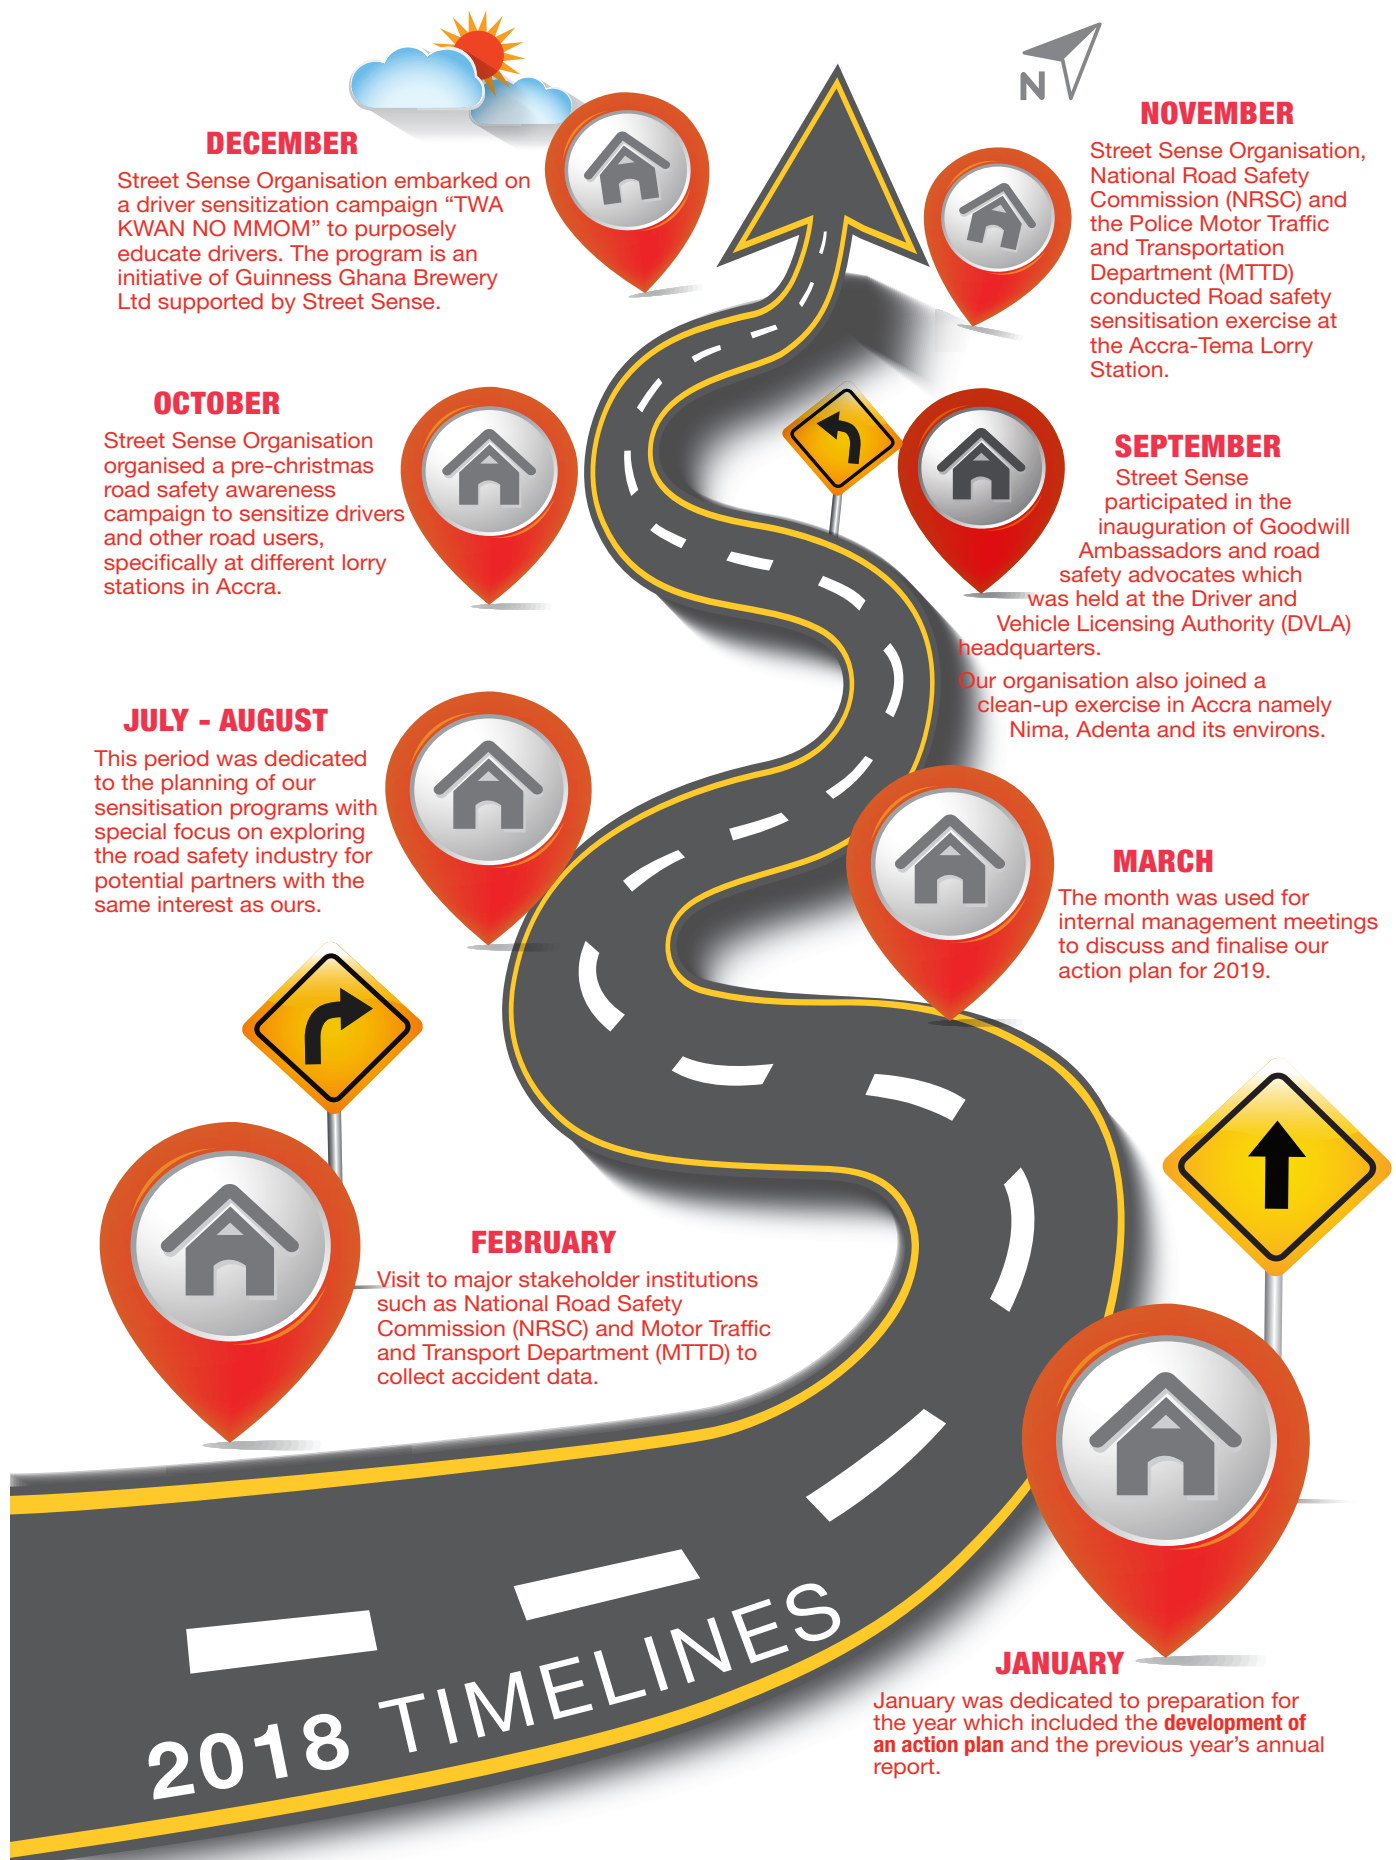 N
DECEMBER
Street Sense Organisation embarked on
a driver sensitization campaign “TWA
KWAN NO MMOM” to purposely
educate drivers. The program is an
initiative of Guinness Ghana Brewery
Ltd supported by Street Sense.
NOVEMBER
Street Sense Organisation,
National Road Safety
Commission (NRSC) and
the Police Motor Traffic
and Transportation
Department (MTTD)
conducted Road safety
sensitisation exercise at
the Accra-Tema Lorry
Station.
OCTOBER
Street Sense Organisation
organised a pre-christmas
road safety awareness
campaign to sensitize drivers
and other road users,
specifically at different lorry
stations in Accra.
SEPTEMBER
Street Sense
participated in the
inauguration of Goodwill
Ambassadors and road
safety advocates which
was held at the Driver and
Vehicle Licensing Authority (DVLA)
headquarters.
Our organisation also joined a
clean-up exercise in Accra namely
Nima, Adenta and its environs.
JULY - AUGUST
This period was dedicated
to the planning of our
sensitisation programs with
special focus on exploring
the road safety industry for
potential partners with the
same interest as ours.
MARCH
The month was used for
internal management meetings
to discuss and finalise our
action plan for 2019.
FEBRUARY
Visit to major stakeholder institutions
such as National Road Safety
Commission (NRSC) and Motor Traffic
and Transport Department (MTTD) to
collect accident data.
JANUARY
January was dedicated to preparation for
the year which included the development of
an action plan and the previous year’s annual
report.
2018 TIMELINES